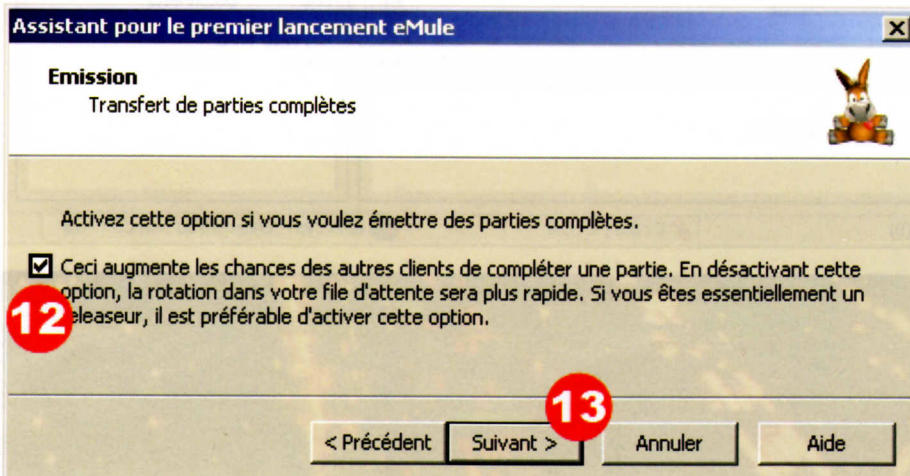 Assistant pour le premier lancement eMule
Emission
Transfert de parties complètes
Activez cette option si vous voulez émettre des parties complètes.
Ceci augmente les chances des autres clients de compléter une partie. En désactivant cette
option, la rotation dans votre file d'attente sera plus rapide. Si vous êtes essentiellement un
eleaseur, il est préférable d'activer cette option.
12
13
< Précédent Suivant > Annuler Aide